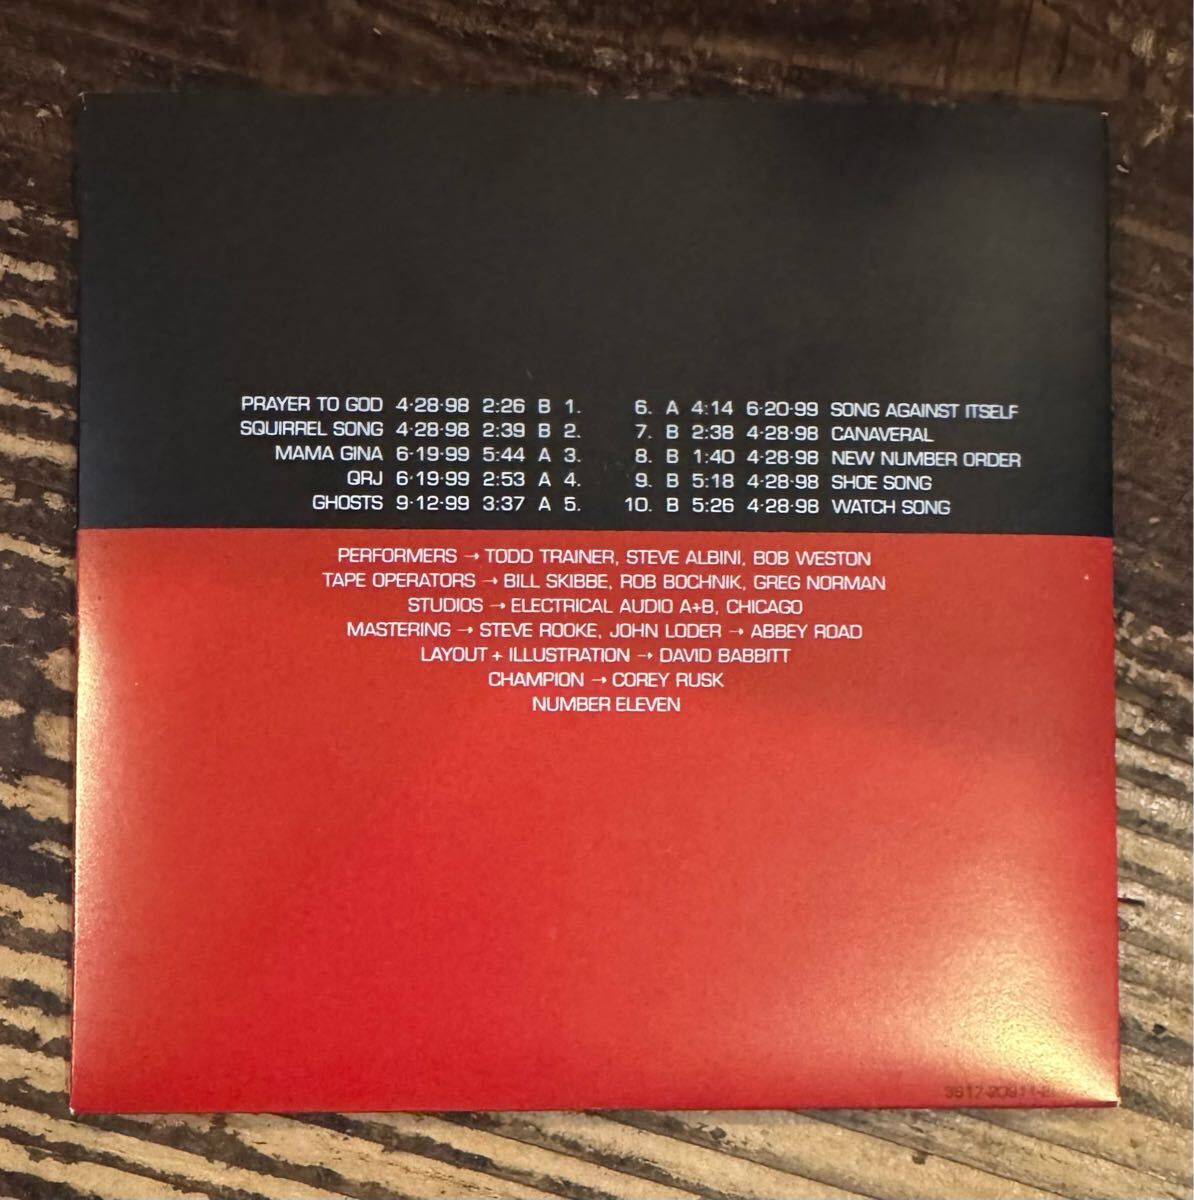 PRAYER TO GOD 4·28·98 2:26 B 1.
SQUIRREL SONG 4·28·98 2:39 B 2.
MAMA GINA 6·19·99 5:44 A 3.
QRJ 6·19·99 2:53 A 4.
GHOSTS 9·12·99 3:37 A 5.
6. A 4:14 6·20·99 SONG AGAINST ITSELF
7. B 2:38 4·28·98 CANAVERAL
8. B 1:40 4·28·98 NEW NUMBER ORDER
9. B 5:18 4·28·98 SHOE SONG
10. B 5:26 4·28·98 WATCH SONG
PERFORMERS → TODD TRAINER, STEVE ALBINI, BOB WESTON
TAPE OPERATORS → BILL SKIBBE, ROB BOCHNIK, GREG NORMAN
STUDIOS → ELECTRICAL AUDIO A+B, CHICAGO
MASTERING → STEVE ROOKE, JOHN LODER → ABBEY ROAD
LAYOUT + ILLUSTRATION → DAVID BABBITT
CHAMPION → COREY RUSK
NUMBER ELEVEN